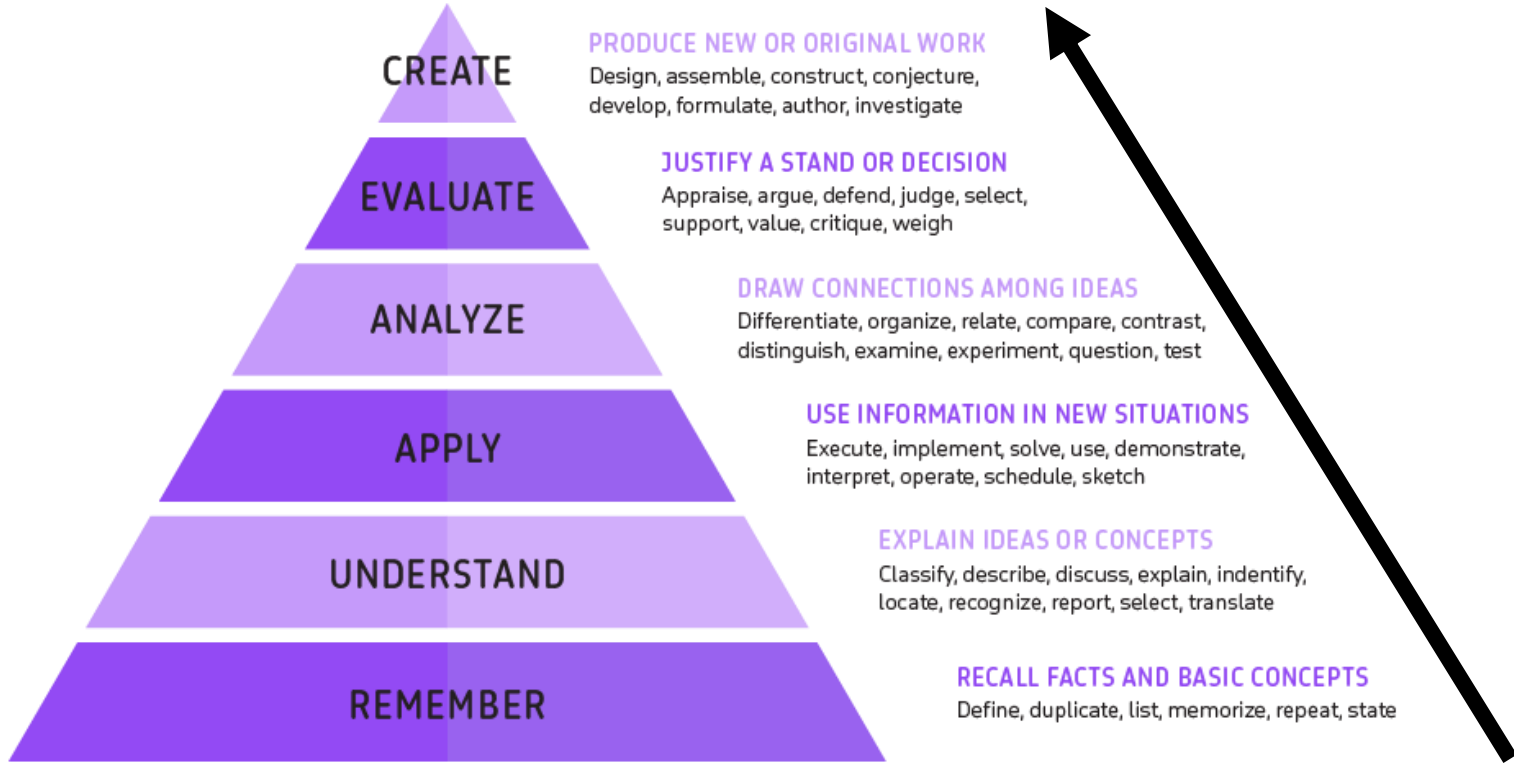 CREATE
PRODUCE NEW OR ORIGINAL WORK
Design, assemble, construct, conjecture,
develop, formulate, author, investigate
EVALUATE
JUSTIFY A STAND OR DECISION
Appraise, argue, defend, judge, select,
support, value, critique, weigh
ANALYZE
DRAW CONNECTIONS AMONG IDEAS
Differentiate, organize, relate, compare, contrast,
distinguish, examine, experiment, question, test
APPLY
USE INFORMATION IN NEW SITUATIONS
Execute, implement, solve, use, demonstrate,
interpret, operate, schedule, sketch
UNDERSTAND
EXPLAIN IDEAS OR CONCEPTS
Classify, describe, discuss, explain, indentify,
locate, recognize, report, select, translate
REMEMBER
RECALL FACTS AND BASIC CONCEPTS
Define, duplicate, list, memorize, repeat, state